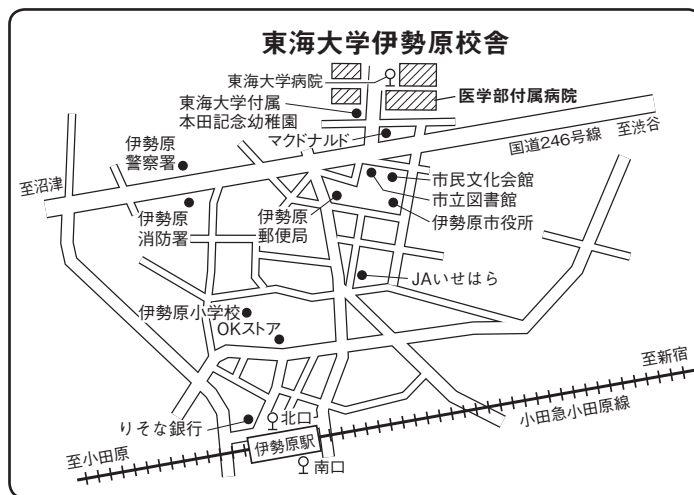 東海大学伊勢原校舎
東海大学病院
医学部付属病院
東海大学付属
本田記念幼稚園
マクドナルド
国道246号線
至渋谷
伊勢原
警察署
至沼津
伊勢原
消防署
伊勢原
郵便局
市民文化会館
市立図書館
伊勢原市役所
JAいせはら
伊勢原小学校
OKストア
至新宿
小田急小田原線
りそな銀行
北口
伊勢原駅
至小田原
南口